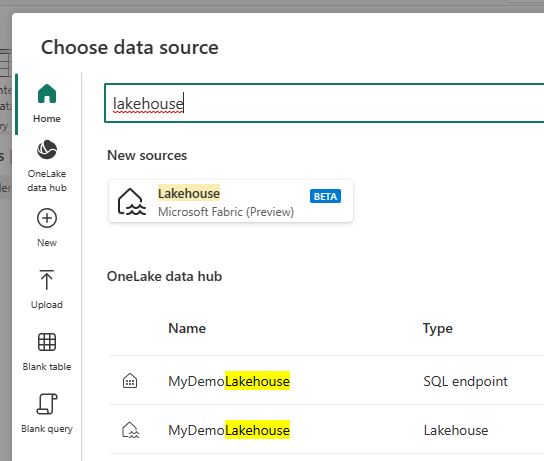 Choose data source
Home
OneLake
data hub
New
Upload
Blank table
Blank query
lakehouse
New sources
Lakehouse
BETA
Microsoft Fabric (Preview)
OneLake data hub
Name Type
MyDemoLakehouse SQL endpoint
MyDemoLakehouse Lakehouse